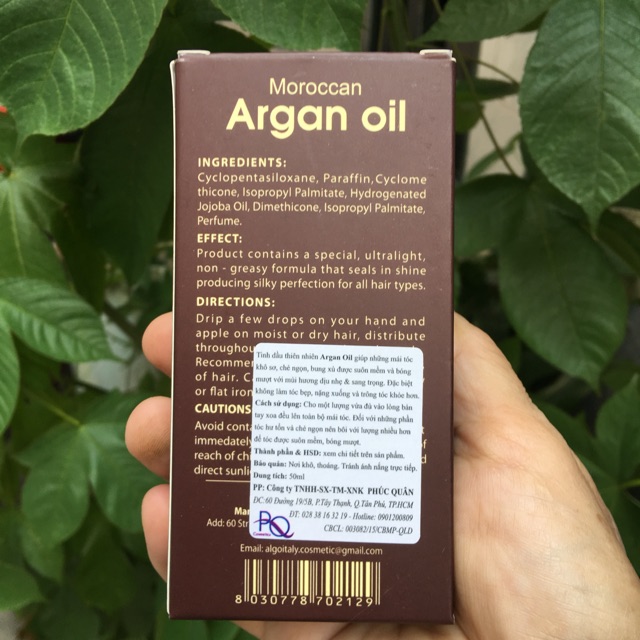 Moroccan
Argan oil
INGREDIENTS:
Cyclopentasiloxane, Paraffin,Cyclome
thicone, Isopropyl Palmitate, Hydrogenated
Jojoba Oil, Dimethicone, Isopropyl Palmitate,
Perfume.
EFFECT:
Product contains a special, ultralight,
non - greasy formula that seals in shine
producing silky perfection for all hair types.
DIRECTIONS:
Drip a few drops on your hand and
apple on moist or dry hair, distribute
throughout
Recommen
of hair. C
or flat iron
CAUTIONS
Avoid conta
immediately
reach of ch
direct sunli
Tinh dầu thiên nhiên Argan Oil giúp những mái tóc
khô sơ, chẻ ngọn, bung xù được suôn mềm và bóng
mượt với mùi hương dịu nhẹ & sang trọng. Đặc biệt
không làm tóc bẹp, nặng xuống và trông tóc khỏe hơn.
Cách sử dụng: Cho một lượng vừa đủ vào lòng bàn
tay xoa đều lên toàn bộ mái tóc. Đối với những phần
tóc hư tổn và chẻ ngọn nên bôi với lượng nhiều hơn
để tóc được suôn mềm, bóng mượt.
Thành phần & HSD: xem chi tiết trên sản phẩm.
Bảo quản: Nơi khô, thoáng. Tránh ánh nắng trực tiếp.
Dung tích: 50ml
PP: Công ty TNHH-SX-TM-XNK PHÚC QUÂN
ĐC: 60 Đường 19/5B, P.Tây Thạnh, Q.Tân Phú, TP.HCM
ĐT: 028 38 16 32 19 - Hotline: 0901200809
CBCL: 003082/15/CBMP-QLD
PQ
Cosmetics
Ma
Add: 60 Str
Email: algoitaly.cosmetic@gmail.com
8 030778 702129